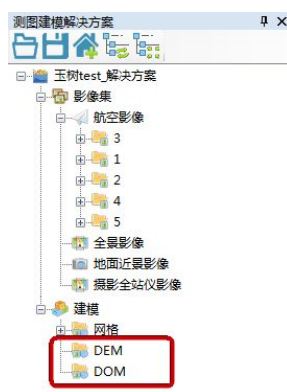 测图建模解决方案
玉树test_解决方案
影像集
航空影像
3
1
2
4
5
全景影像
地面近景影像
摄影全站仪影像
建模
网格
DEM
DOM